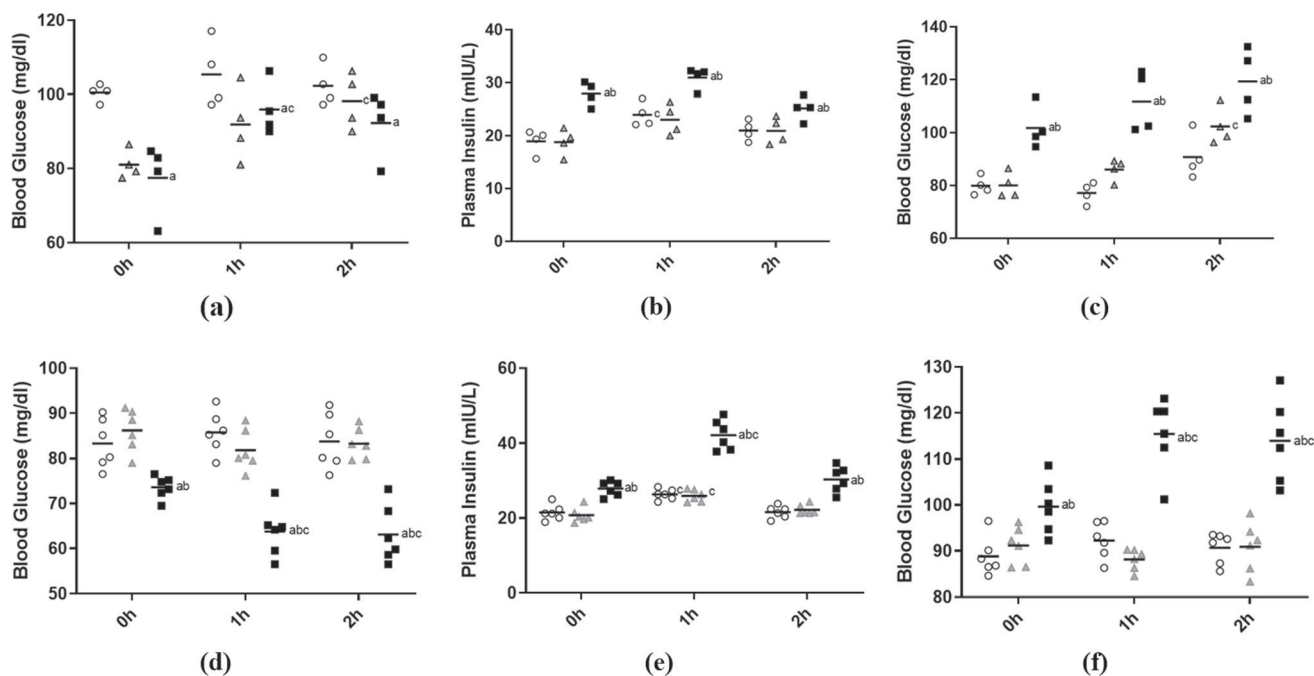 Blood Glucose (mg/dl)
120
100
80
60
a
ac
c
a
0h
1h
2h
(a)
Plasma Insulin (mIU/L)
40
30
20
10
0
ab
c
ab
ab
0h
1h
2h
(b)
Blood Glucose (mg/dl)
140
120
100
80
60
ab
ab
c
ab
0h
1h
2h
(c)
Blood Glucose (mg/dl)
100
90
80
70
60
50
ab
abc
abc
0h
1h
2h
(d)
Plasma Insulin (mIU/L)
60
40
20
0
ab
c
c
abc
abc
0h
1h
2h
(e)
Blood Glucose (mg/dl)
130
120
110
100
90
80
ab
abc
abc
0h
1h
2h
(f)